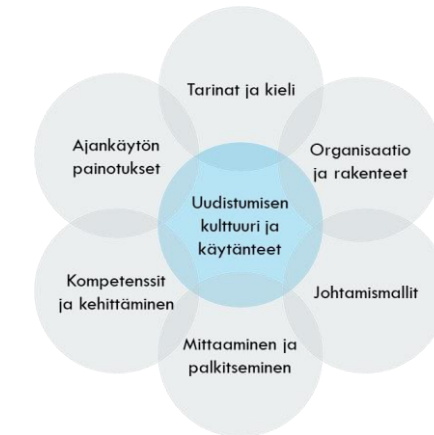 Tarinat ja kieli
Ajankäytön
painotukset
Organisaatio
ja rakenteet
Uudistumisen
kulttuuri ja
käytänteet
Kompetenssit
ja kehittäminen
Johtamismallit
Mittaaminen ja
palkitseminen